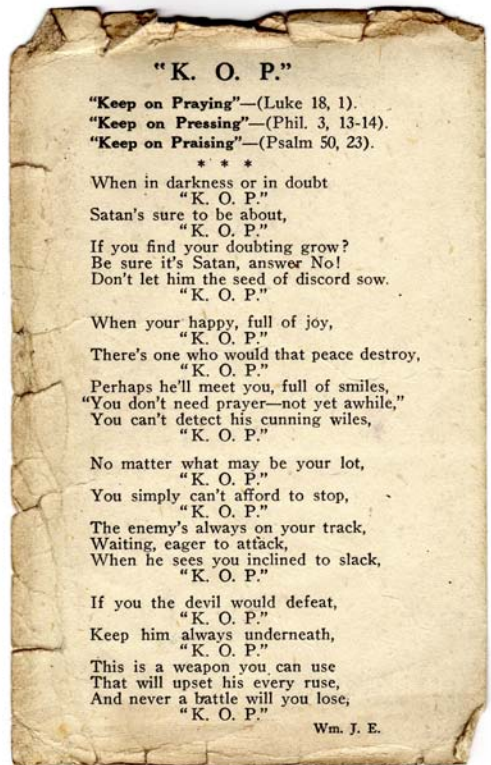 “K. O. P.”
“Keep on Praying”—(Luke 18, 1).
“Keep on Pressing”—(Phil. 3, 13-14).
“Keep on Praising”—(Psalm 50, 23).
* * *
When in darkness or in doubt
“K. O. P.”
Satan's sure to be about,
“K. O. P.”
If you find your doubting grow?
Be sure it's Satan, answer No!
Don't let him the seed of discord sow.
“K. O. P.”
When your happy, full of joy,
“K. O. P.”
There's one who would that peace destroy,
“K. O. P.”
Perhaps he'll meet you, full of smiles,
“You don't need prayer—not yet awhile,”
You can't detect his cunning wiles,
“K. O. P.”
No matter what may be your lot,
“K. O. P.”
You simply can't afford to stop,
“K. O. P.”
The enemy's always on your track,
Waiting, eager to attack,
When he sees you inclined to slack,
“K. O. P.”
If you the devil would defeat,
“K. O. P.”
Keep him always underneath,
“K. O. P.”
This is a weapon you can use
That will upset his every ruse,
And never a battle will you lose,
“K. O. P.”
Wm. J. E.